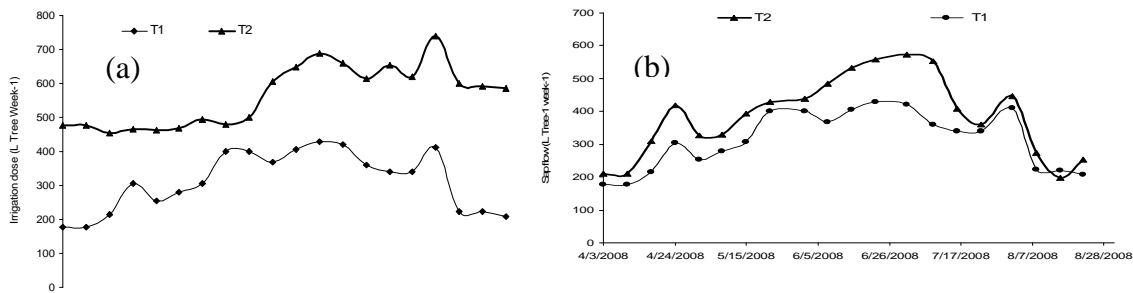 T1 T2
(a)
Irrigation dose (L Tree Week-1)
800
700
600
500
400
300
200
100
0
T2 T1
(b)
Sapflow (L Tree-1 week-1)
700
600
500
400
300
200
100
0
4/3/2008 4/24/2008 5/15/2008 6/5/2008 6/26/2008 7/17/2008 8/7/2008 8/28/2008